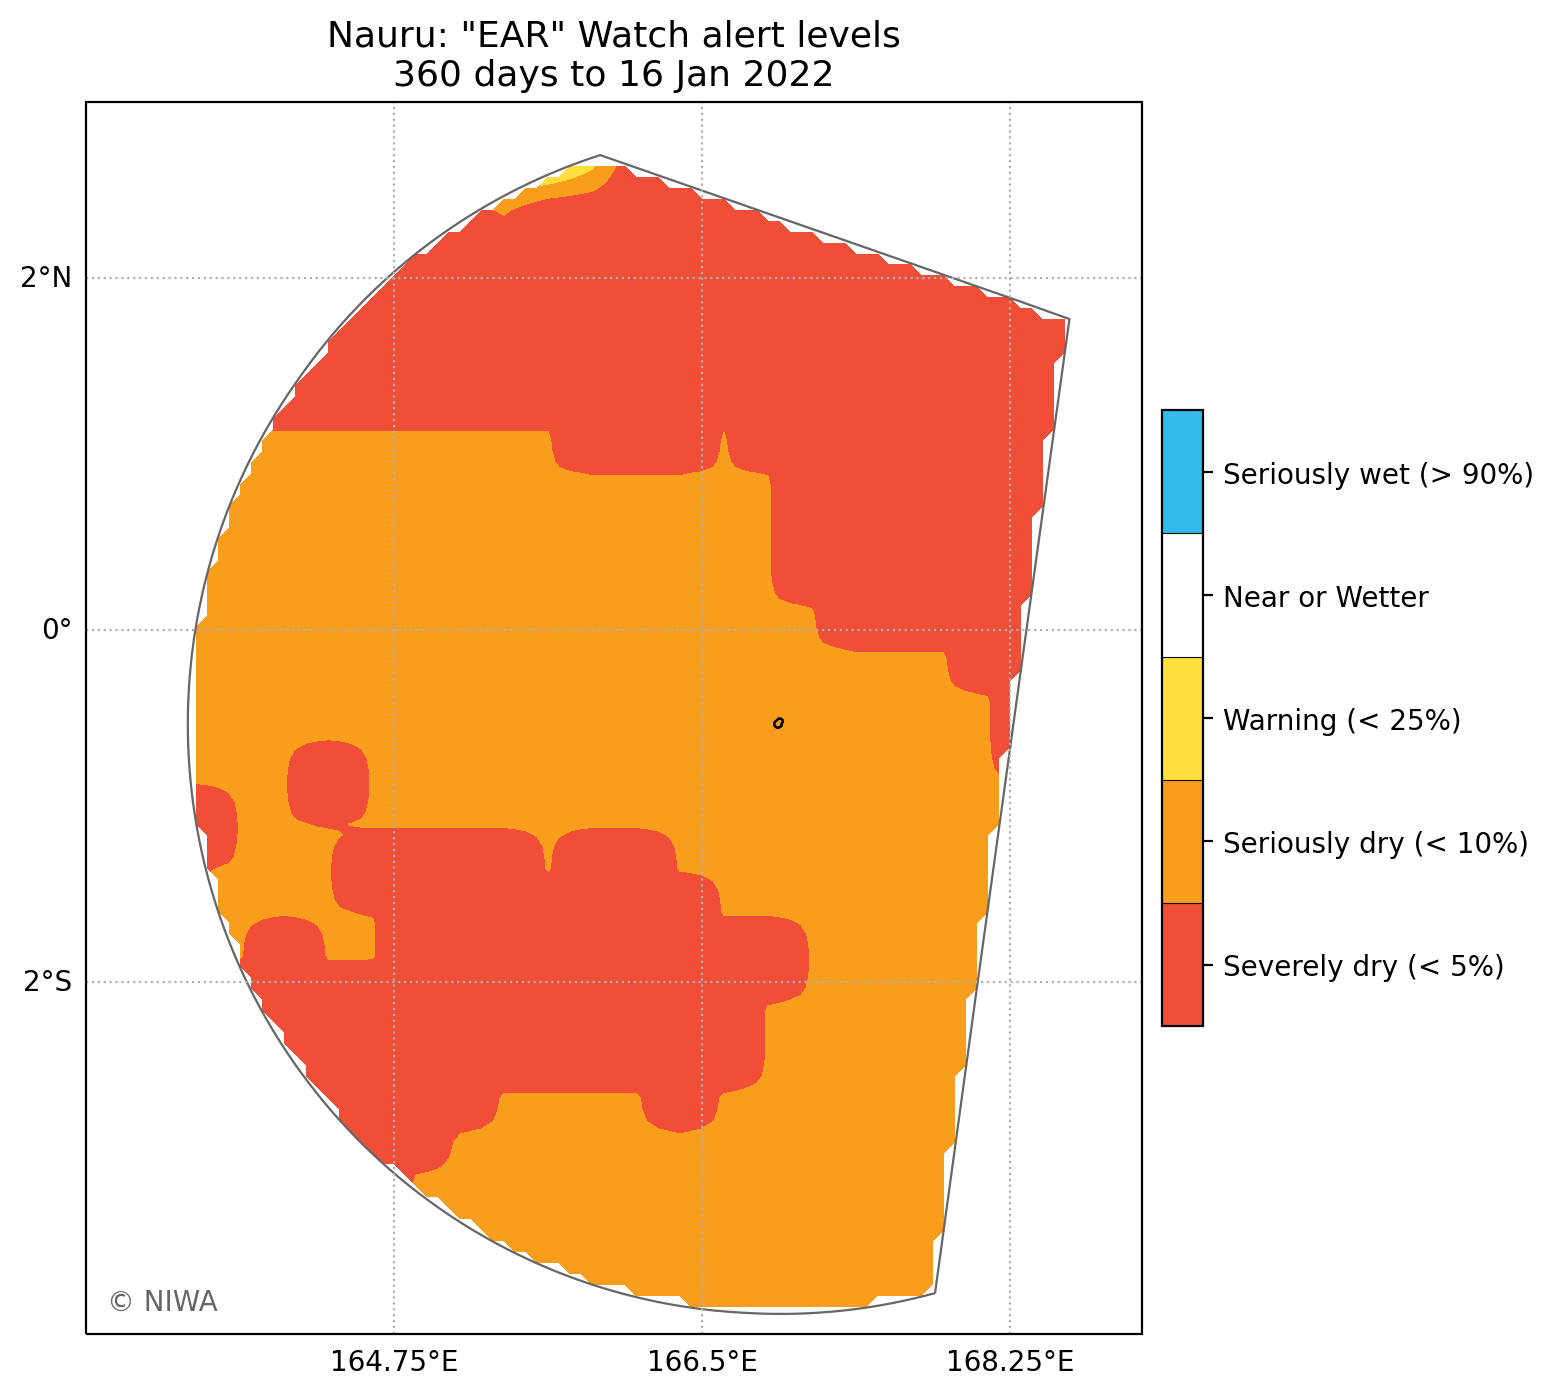 Nauru: "EAR" Watch alert levels
360 days to 16 Jan 2022
2°N
0°
2°S
164.75°E
166.5°E
168.25°E
Seriously wet (> 90%)
Near or Wetter
Warning (< 25%)
Seriously dry (< 10%)
Severely dry (< 5%)
© NIWA